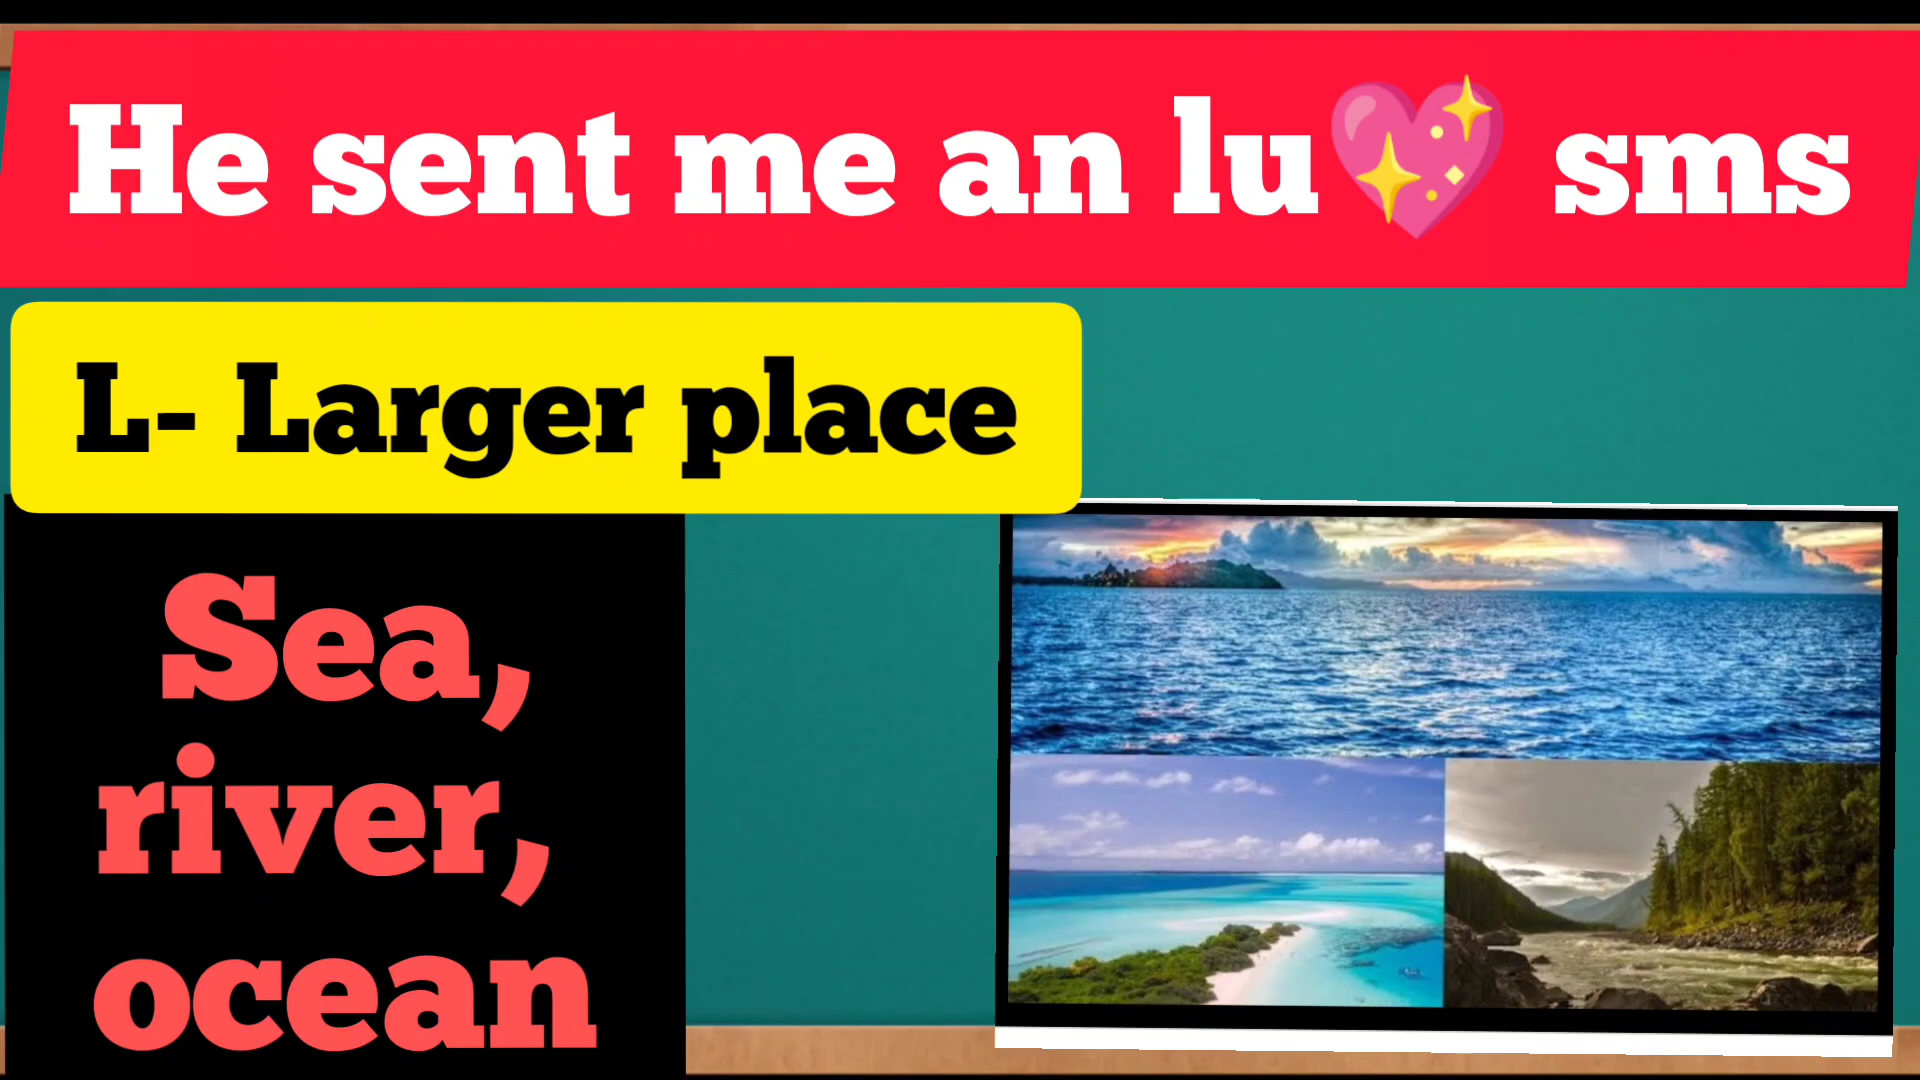 He sent me an lu💖 sms
L- Larger place
Sea,
river,
ocean